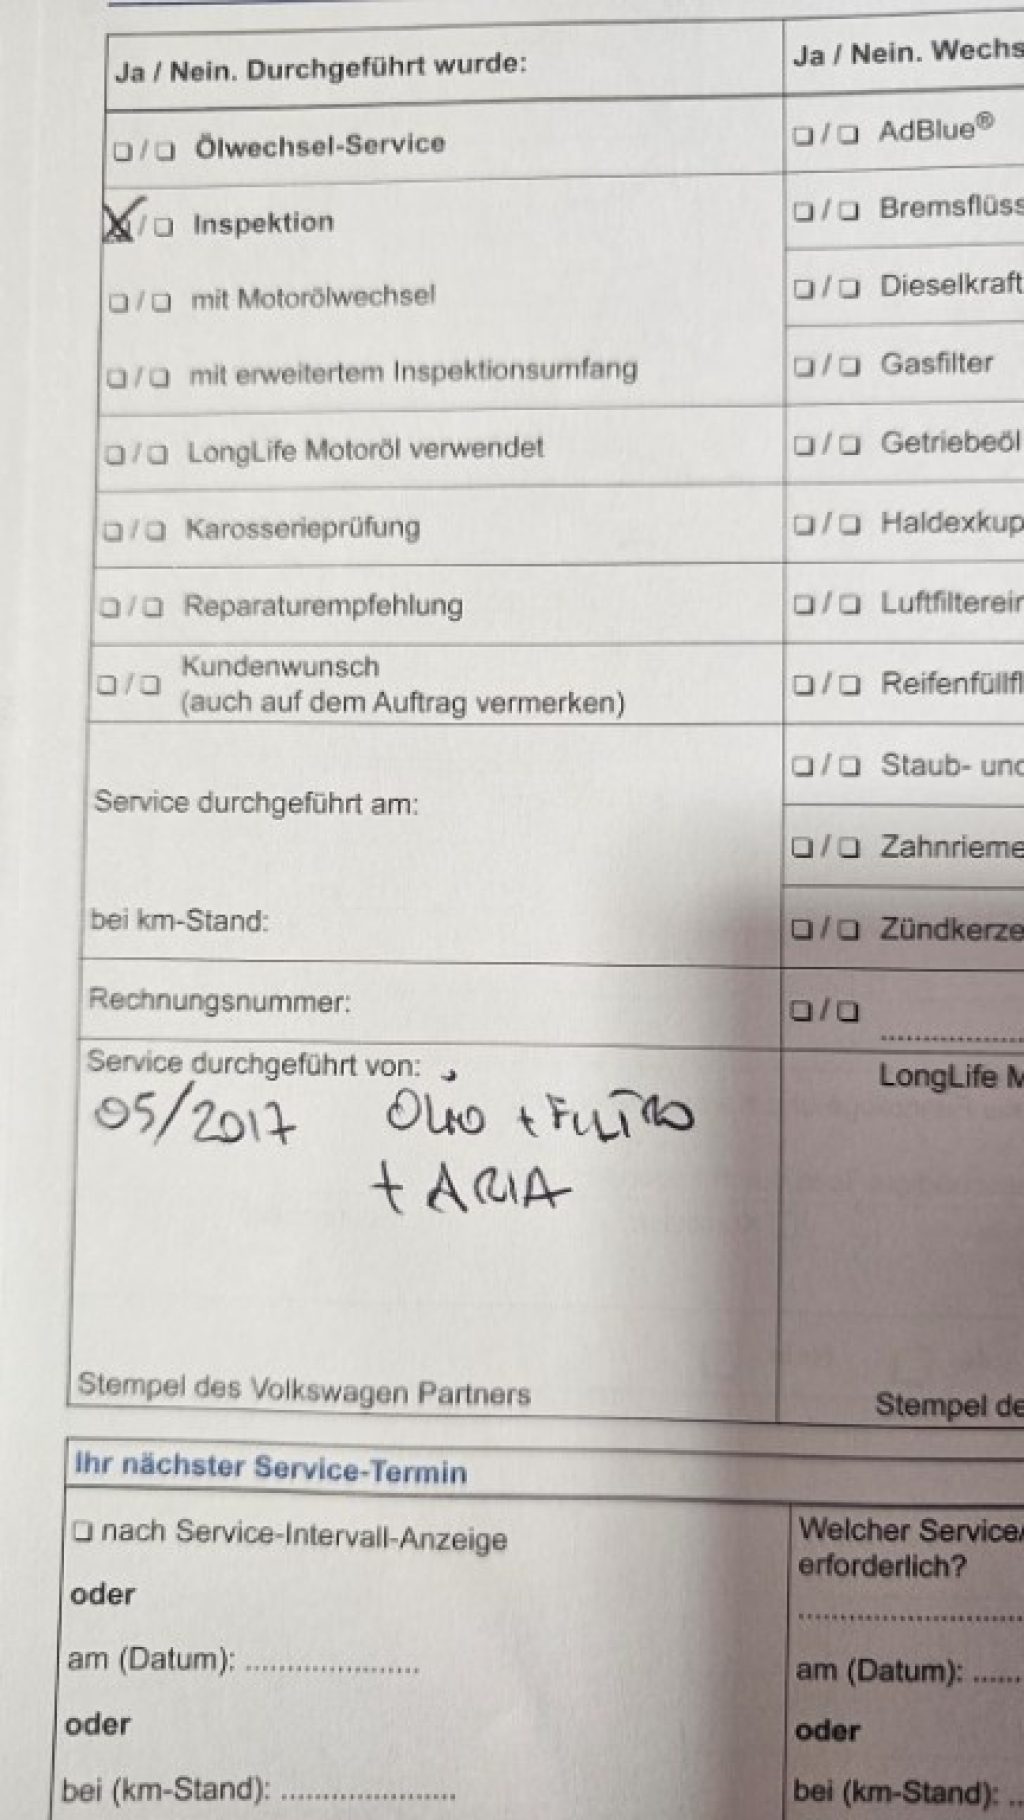 Ja / Nein. Durchgeführt wurde:
❏ / ❏ Ölwechsel-Service
X / ❏ Inspektion
❏ / ❏ mit Motorölwechsel
❏ / ❏ mit erweitertem Inspektionsumfang
❏ / ❏ LongLife Motoröl verwendet
❏ / ❏ Karosserieprüfung
❏ / ❏ Reparaturempfehlung
❏ / ❏ Kundenwunsch
(auch auf dem Auftrag vermerken)
Service durchgeführt am:
bei km-Stand:
Rechnungsnummer:
Service durchgeführt von:
05/2017 OLIO + FILTRO
+ ARIA
Stempel des Volkswagen Partners
Ja / Nein. Wechs
❏ / ❏ AdBlue®
❏ / ❏ Bremsflüss
❏ / ❏ Dieselkraft
❏ / ❏ Gasfilter
❏ / ❏ Getriebeöl
❏ / ❏ Haldexkup
❏ / ❏ Luftfilterein
❏ / ❏ Reifenfüllfl
❏ / ❏ Staub- und
❏ / ❏ Zahnrieme
❏ / ❏ Zündkerze
❏ / ❏ ....................
LongLife M
Stempel de
Ihr nächster Service-Termin
❏ nach Service-Intervall-Anzeige
oder
am (Datum): ......................
oder
bei (km-Stand): ......................
Welcher Service
erforderlich?
..............................
am (Datum): ......
oder
bei (km-Stand): ..